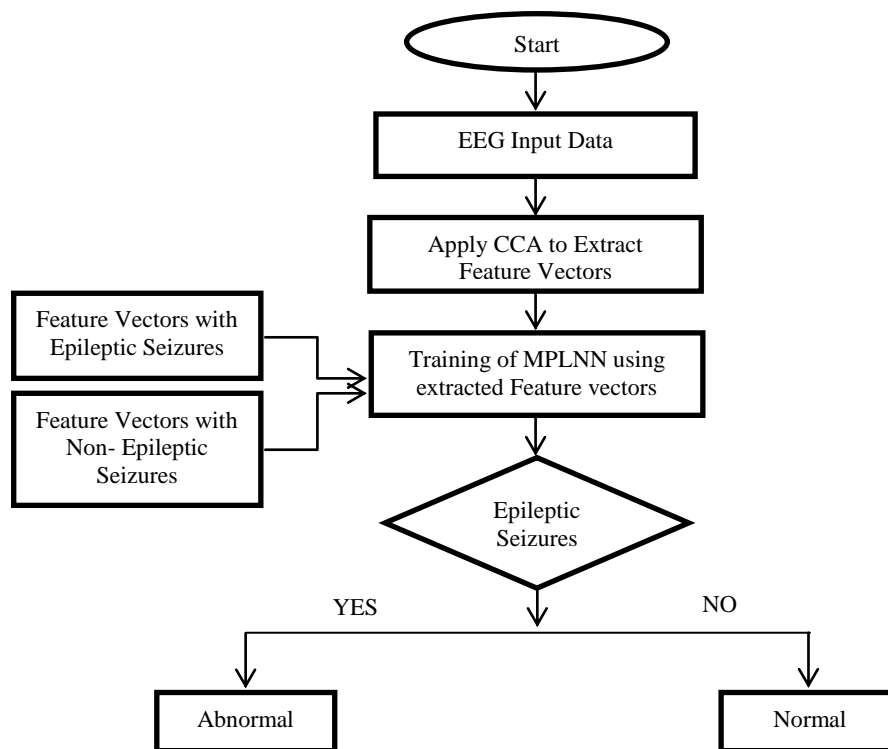 Start
EEG Input Data
Apply CCA to Extract
Feature Vectors
Feature Vectors with
Epileptic Seizures
Training of MPLNN using
extracted Feature vectors
Feature Vectors with
Non- Epileptic
Seizures
Epileptic
Seizures
YES
NO
Abnormal
Normal